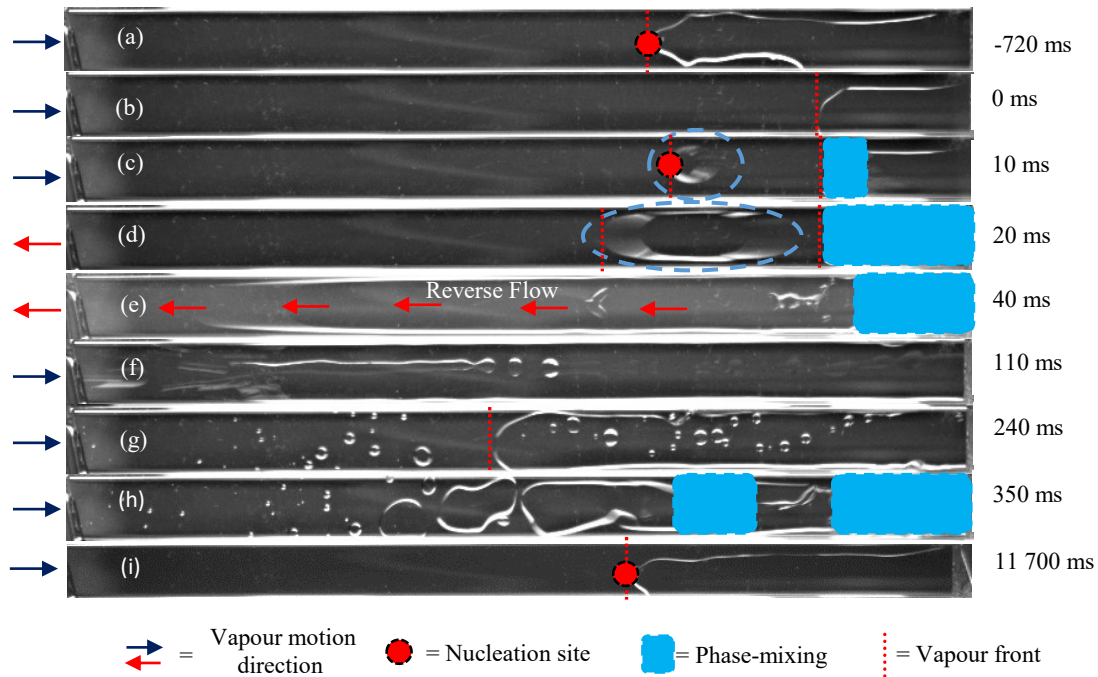 (a) -720 ms
(b) 0 ms
(c) 10 ms
(d) 20 ms
(e) Reverse Flow 40 ms
(f) 110 ms
(g) 240 ms
(h) 350 ms
(i) 11 700 ms
= Vapour motion direction
= Nucleation site
= Phase-mixing
= Vapour front